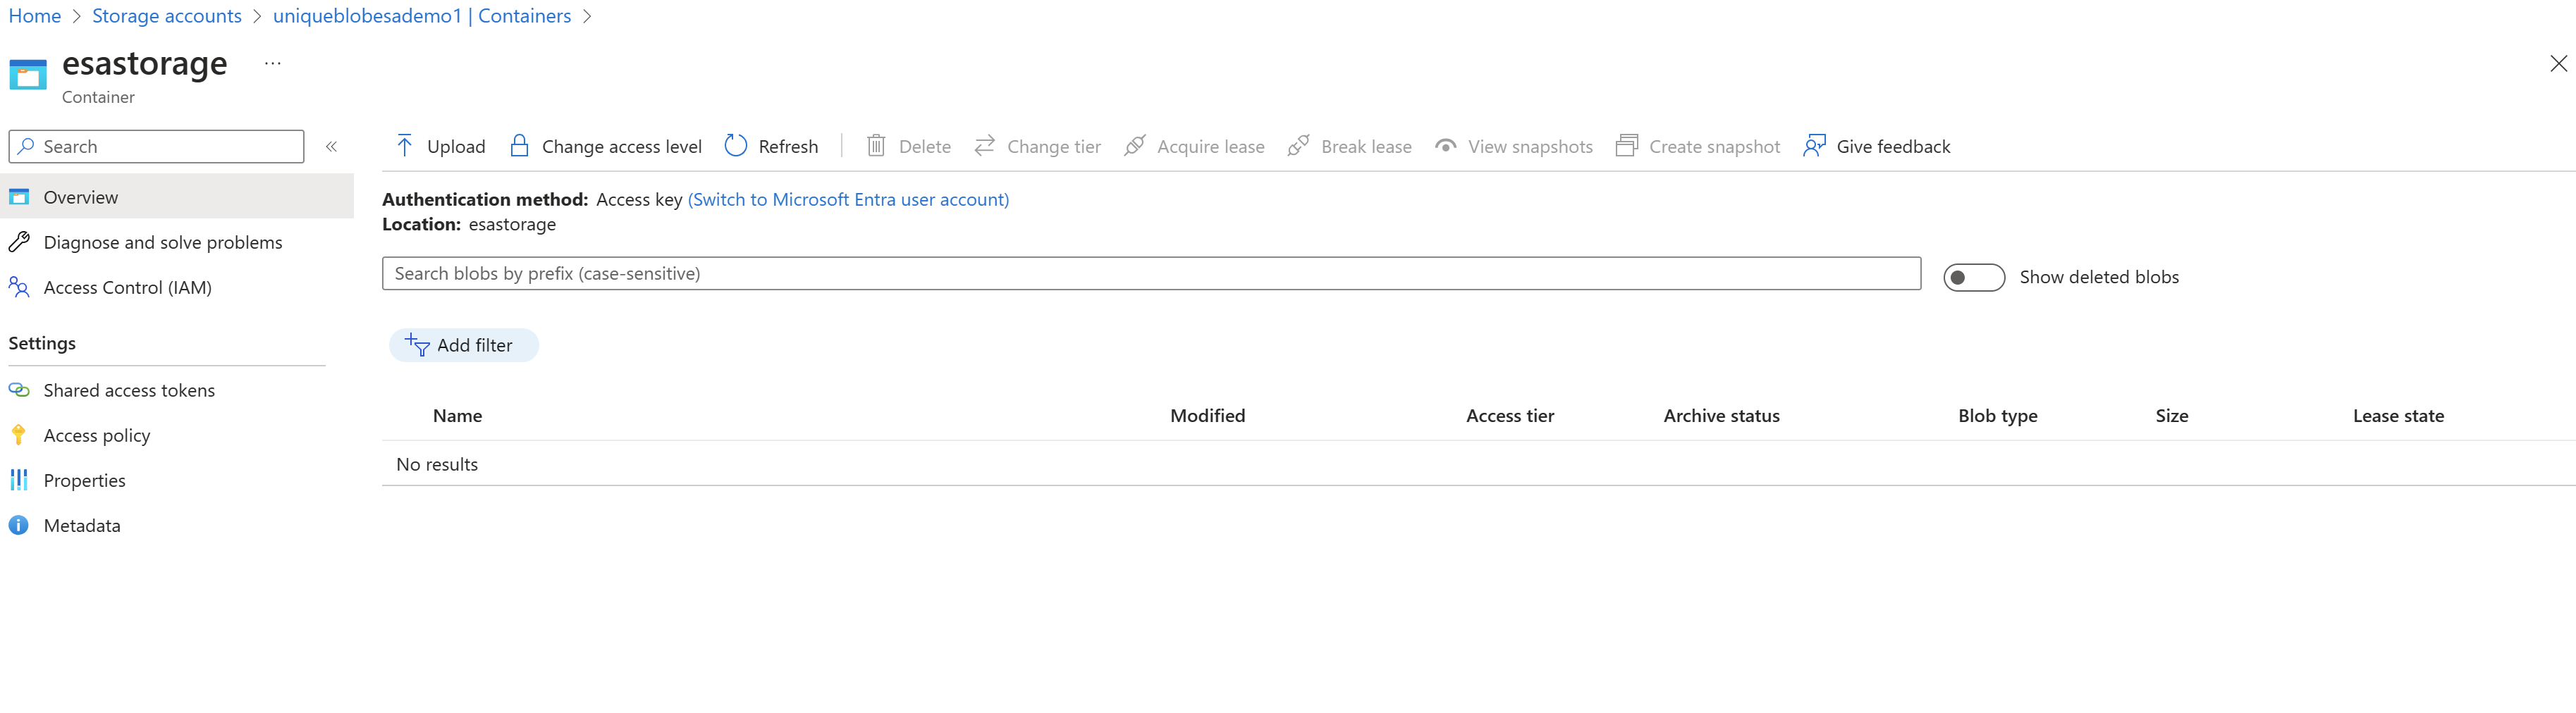 Home > Storage accounts > uniqueblobesademo1 | Containers >
esastorage ...
Container
Search «
Upload Change access level Refresh Delete Change tier Acquire lease Break lease View snapshots Create snapshot Give feedback
Overview
Diagnose and solve problems
Access Control (IAM)
Settings
Shared access tokens
Access policy
Properties
Metadata
Authentication method: Access key (Switch to Microsoft Entra user account)
Location: esastorage
Search blobs by prefix (case-sensitive)
Show deleted blobs
Add filter
Name Modified Access tier Archive status Blob type Size Lease state
No results